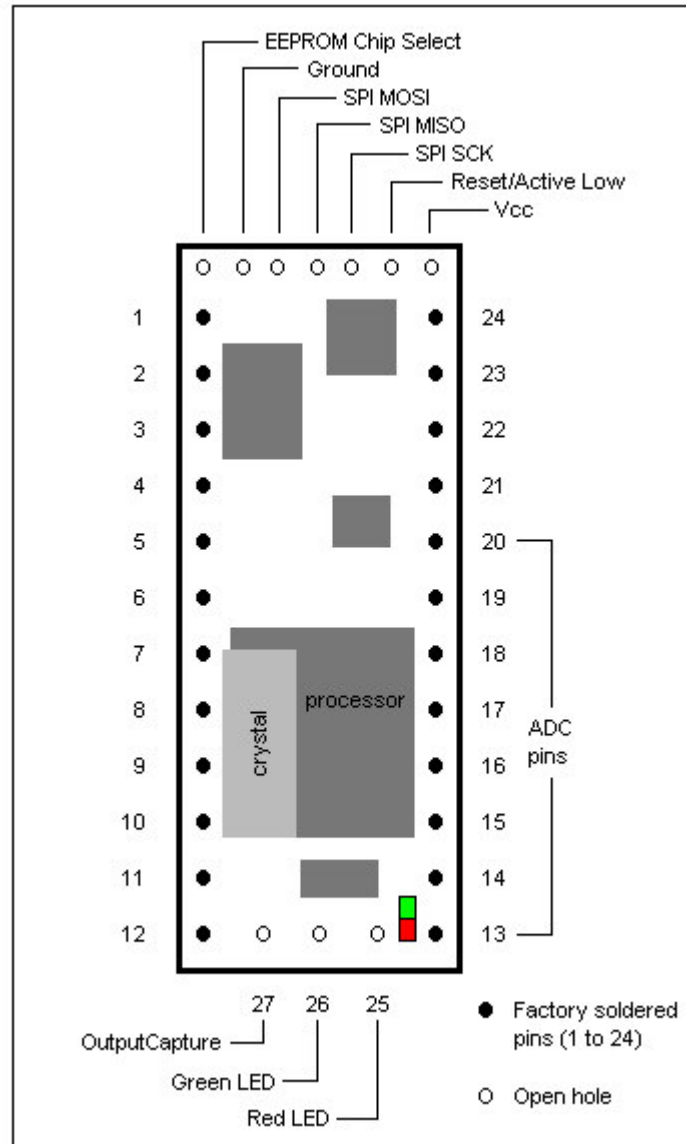 EEPROM Chip Select
Ground
SPI MOSI
SPI MISO
SPI SCK
Reset/Active Low
Vcc
1
24
2
23
3
22
4
21
5
20
6
19
7
18
8
17
9
16
10
15
11
14
12
13
processor
crystal
ADC
pins
27
26
25
OutputCapture
Green LED
Red LED
Factory soldered
pins (1 to 24)
Open hole